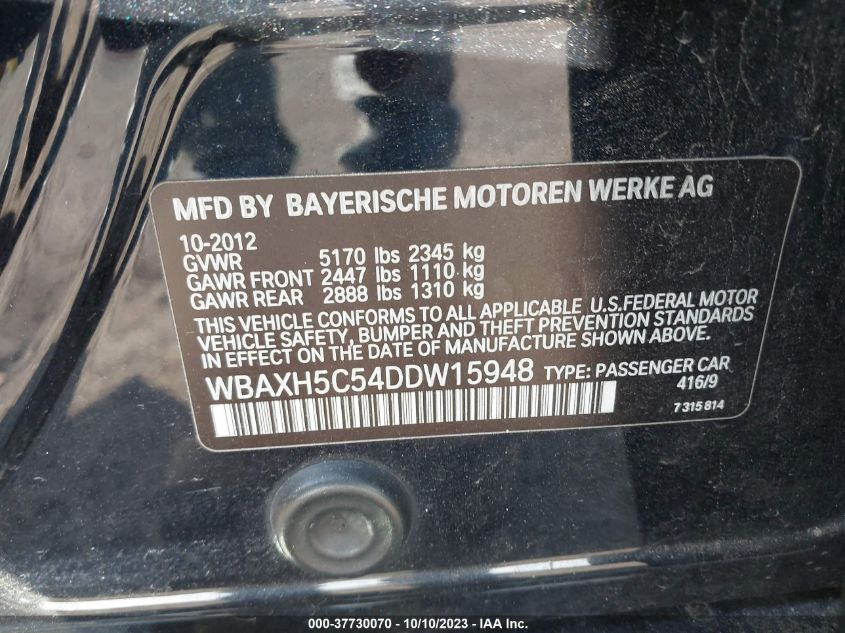 MFD BY BAYERISCHE MOTOREN WERKE AG
10-2012
GVWR 5170 lbs 2345 kg
GAWR FRONT 2447 lbs 1110 kg
GAWR REAR 2888 lbs 1310 kg
THIS VEHICLE CONFORMS TO ALL APPLICABLE U.S.FEDERAL MOTOR
VEHICLE SAFETY, BUMPER AND THEFT PREVENTION STANDARDS
IN EFFECT ON THE DATE OF MANUFACTURE SHOWN ABOVE.
WBAXH5C54DDW15948 TYPE: PASSENGER CAR
416/9
7 315 814
000-37730070 - 10/10/2023 - © IAA Inc.